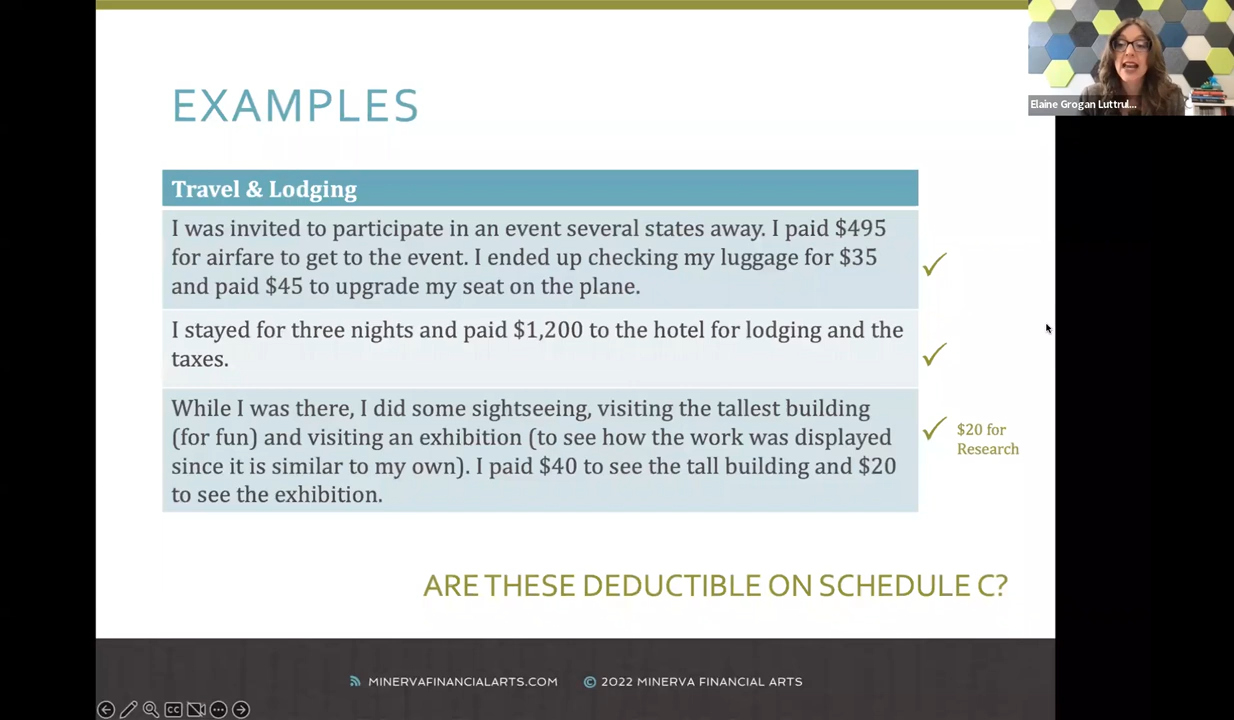 Elaine Grogan Luttrul...
EXAMPLES
Travel & Lodging
I was invited to participate in an event several states away. I paid $495
for airfare to get to the event. I ended up checking my luggage for $35
and paid $45 to upgrade my seat on the plane.
I stayed for three nights and paid $1,200 to the hotel for lodging and the
taxes.
While I was there, I did some sightseeing, visiting the tallest building
(for fun) and visiting an exhibition (to see how the work was displayed
since it is similar to my own). I paid $40 to see the tall building and $20
to see the exhibition.
$20 for
Research
ARE THESE DEDUCTIBLE ON SCHEDULE C?
MINERVAFINANCIALARTS.COM
© 2022 MINERVA FINANCIAL ARTS
CC